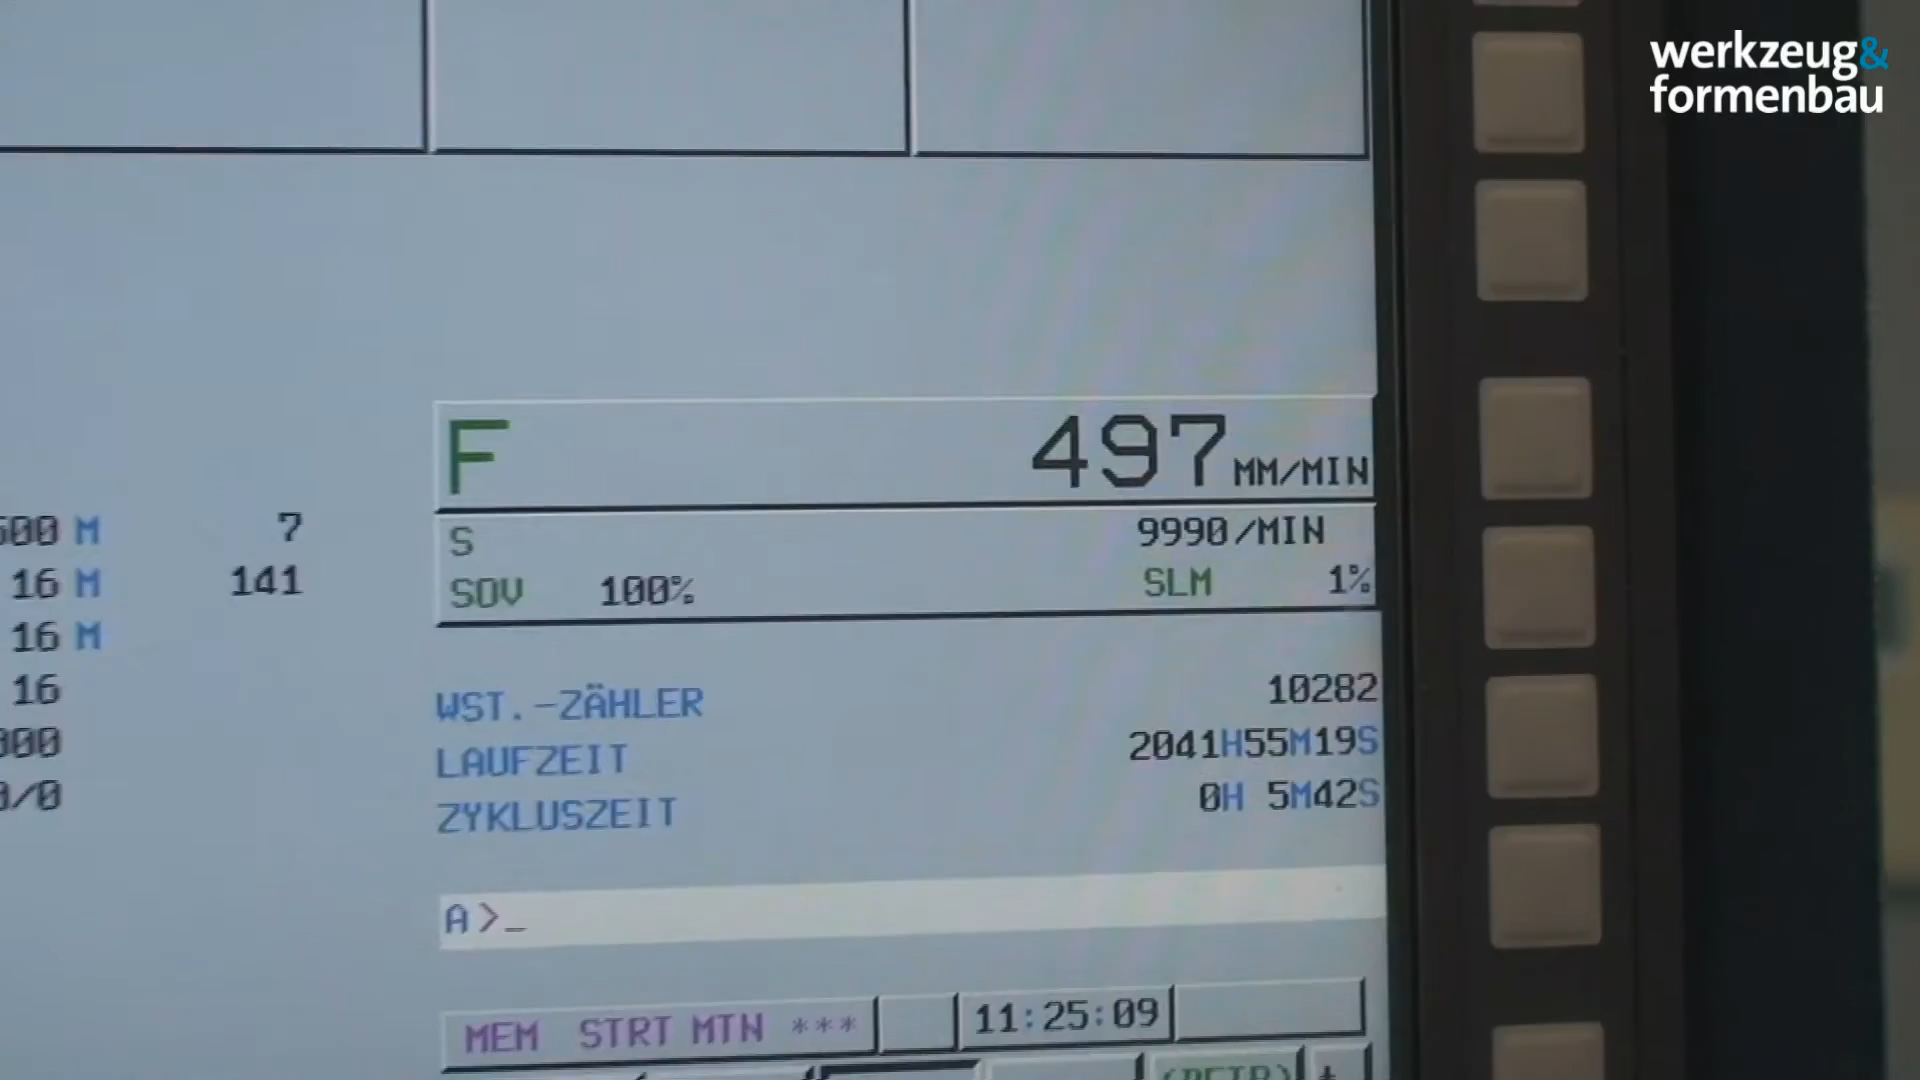 werkzeug&
formenbau
F 497 MM/MIN
S 9990/MIN
SOV 100% SLM 1%
M 7
16 M 141
16 M
16
WST.-ZÄHLER 10282
LAUFZEIT 2041H55M19S
ZYKLUSZEIT 0H 5M42S
A>_
MEM STRT MTN *** 11:25:09